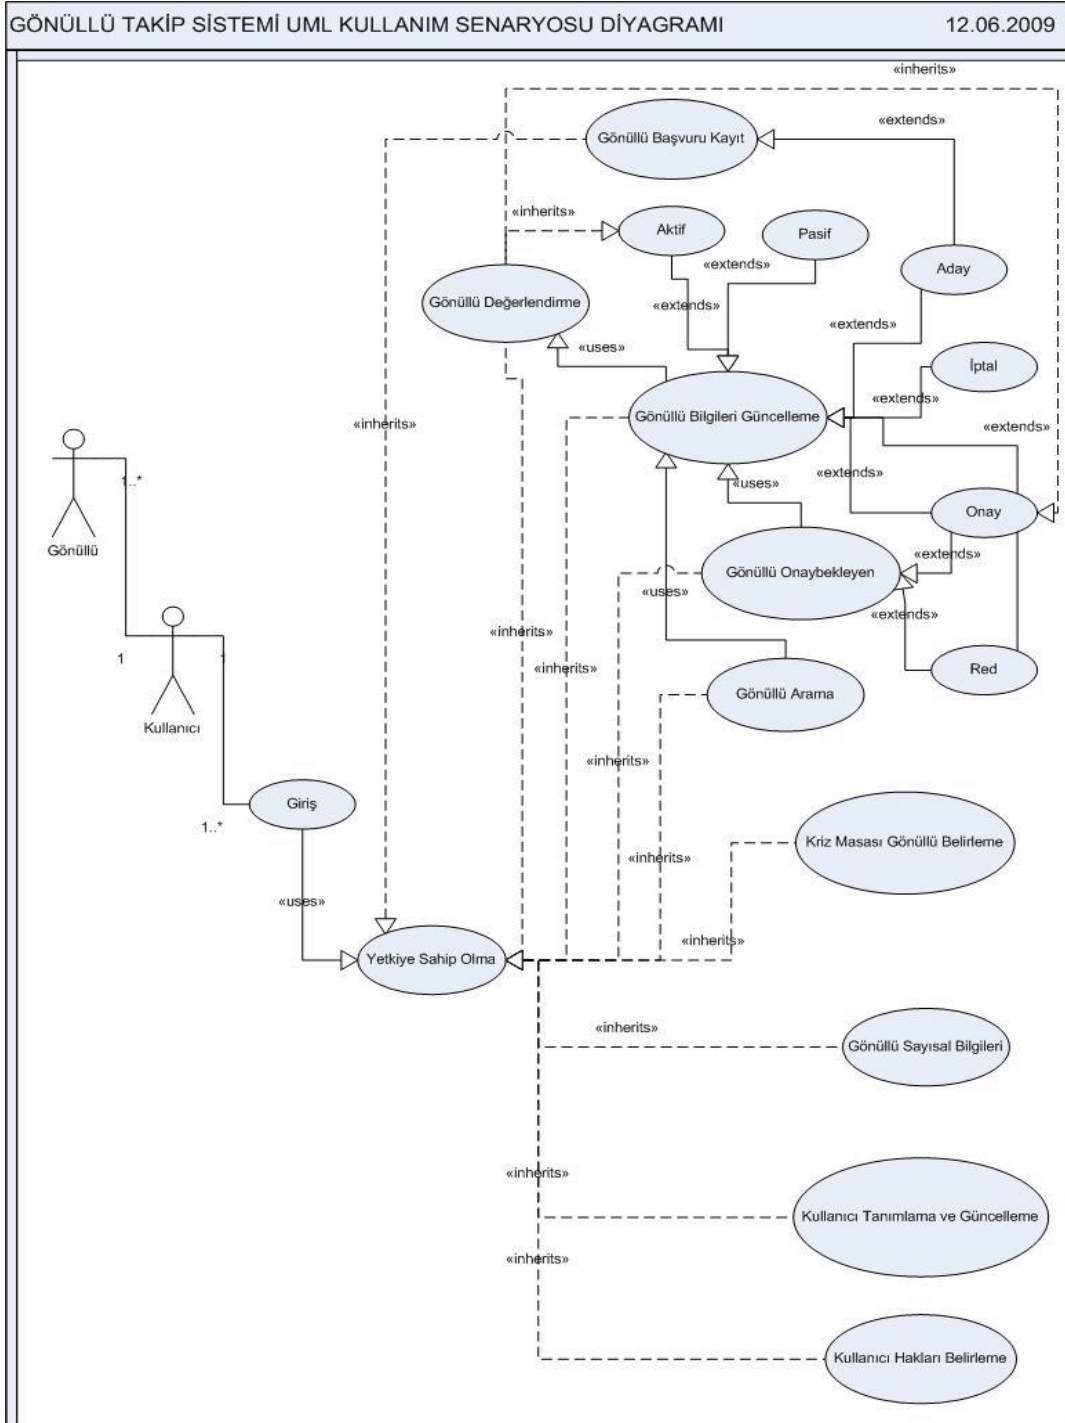 GÖNÜLLÜ TAKİP SİSTEMİ UML KULLANIM SENARYOSU DİYAGRAMI 12.06.2009
«inherits»
«extends»
Gönüllü Başvuru Kayıt
«inherits»
Aktif
Pasif
«extends»
Aday
Gönüllü Değerlendirme
«extends»
«extends»
«uses»
İptal
«extends»
Gönüllü Bilgileri Güncelleme
«inherits»
«extends»
«extends»
1..*
«uses»
Onay
Gönüllü
«extends»
Gönüllü Onaybekleyen
«uses»
«extends»
«inherits»
1
1
«inherits»
Red
Gönüllü Arama
Kullanıcı
«inherits»
Giriş
1..*
Kriz Masası Gönüllü Belirleme
«inherits»
«uses»
«inherits»
Yetkiye Sahip Olma
«inherits»
Gönüllü Sayısal Bilgileri
«inherits»
Kullanıcı Tanımlama ve Güncelleme
«inherits»
Kullanıcı Hakları Belirleme